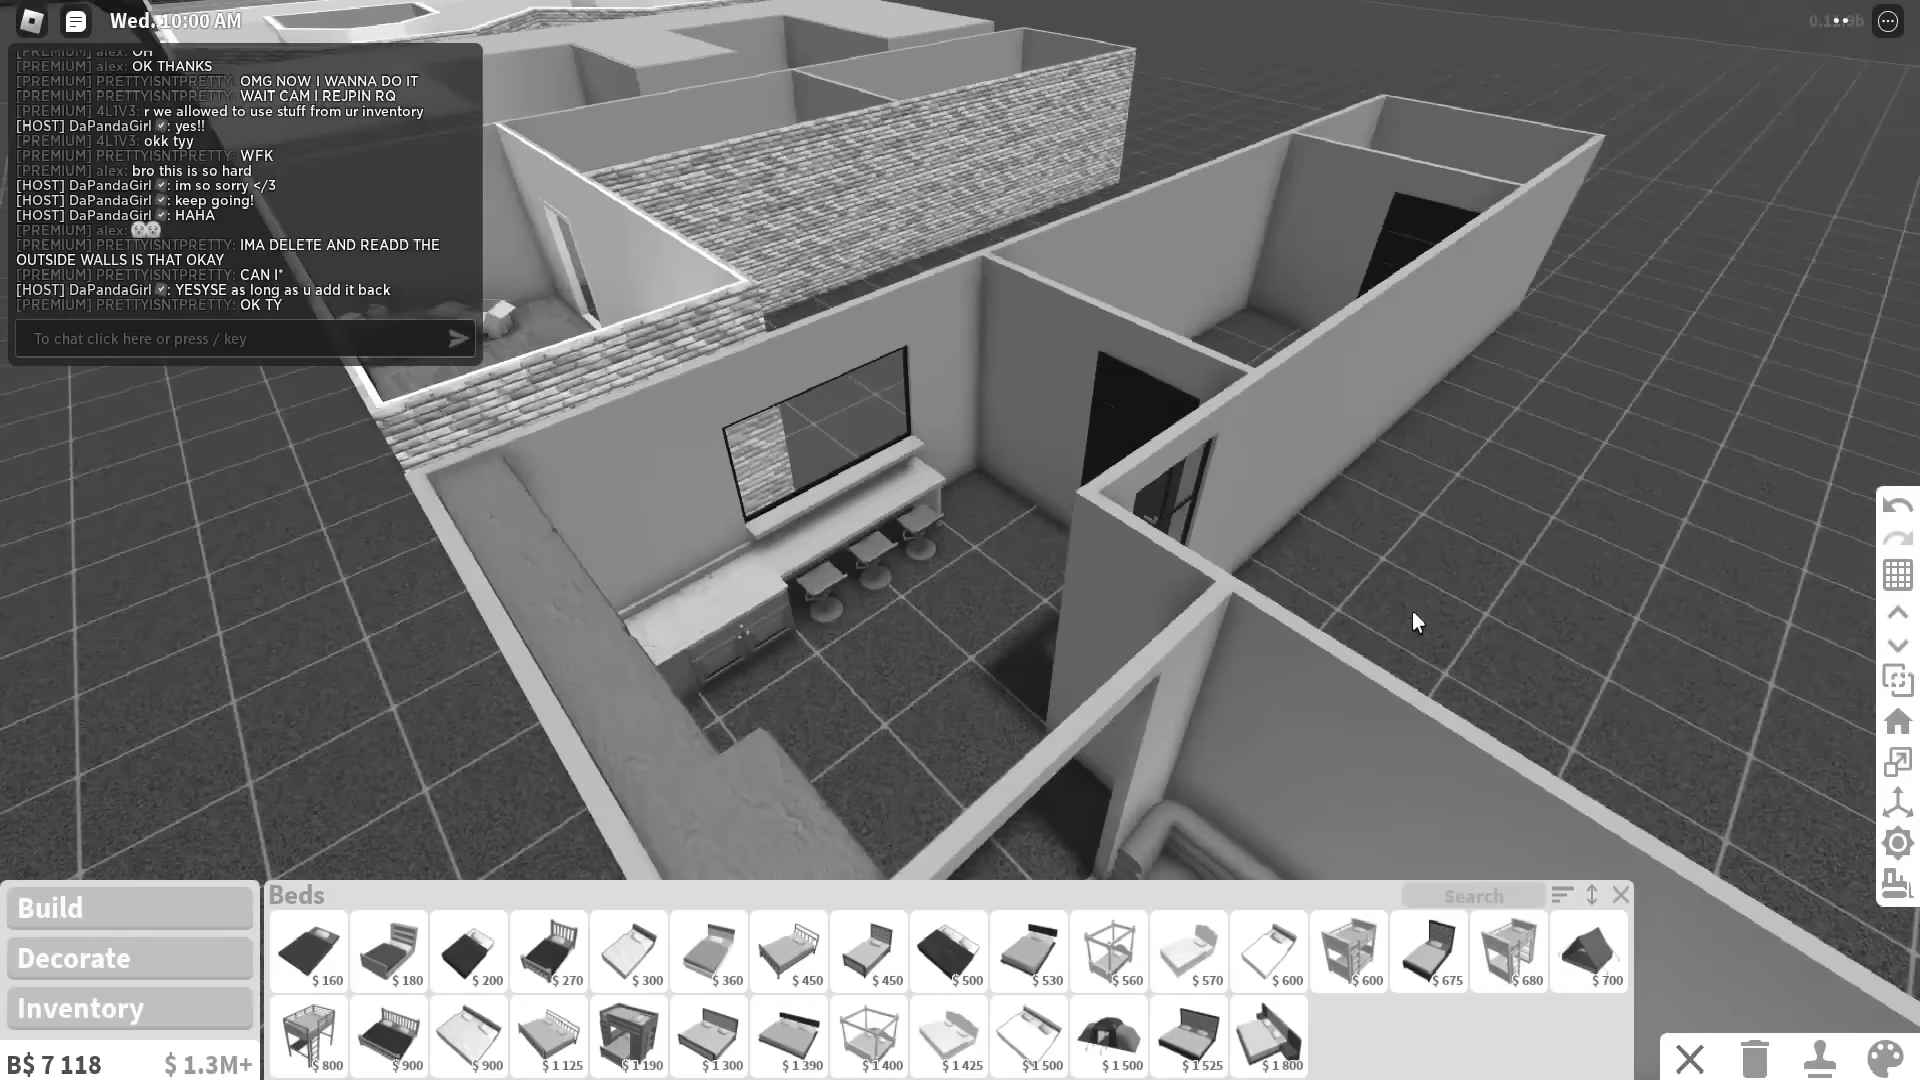 Wed. 10:00 AM
[PREMIUM] alex: OH
[PREMIUM] alex: OK THANKS
[PREMIUM] PRETTYISNTPRETTY: OMG NOW I WANNA DO IT
[PREMIUM] PRETTYISNTPRETTY: WAIT CAM I REJPIN RQ
[PREMIUM] 4L1V3: r we allowed to use stuff from ur inventory
[HOST] DaPandaGirl: yes!!
[PREMIUM] 4L1V3: okk tyy
[PREMIUM] PRETTYISNTPRETTY: WFK
[PREMIUM] alex: bro this is so hard
[HOST] DaPandaGirl: im so sorry </3
[HOST] DaPandaGirl: keep going!
[HOST] DaPandaGirl: HAHA
[PREMIUM] alex:
[PREMIUM] PRETTYISNTPRETTY: IMA DELETE AND READD THE
OUTSIDE WALLS IS THAT OKAY
[PREMIUM] PRETTYISNTPRETTY: CAN I*
[HOST] DaPandaGirl: YESYSE as long as u add it back
[PREMIUM] PRETTYISNTPRETTY: OK TY
To chat click here or press / key
Build
Decorate
Inventory
B$ 7 118 $ 1.3M+
Beds
Search
$ 160 $ 180 $ 200 $ 270 $ 300 $ 360 $ 450 $ 450 $ 500 $ 530 $ 560 $ 570 $ 600 $ 600 $ 675 $ 680 $ 700
$ 800 $ 900 $ 900 $ 1 125 $ 1 190 $ 1 300 $ 1 390 $ 1 400 $ 1 425 $ 1 500 $ 1 500 $ 1 525 $ 1 800